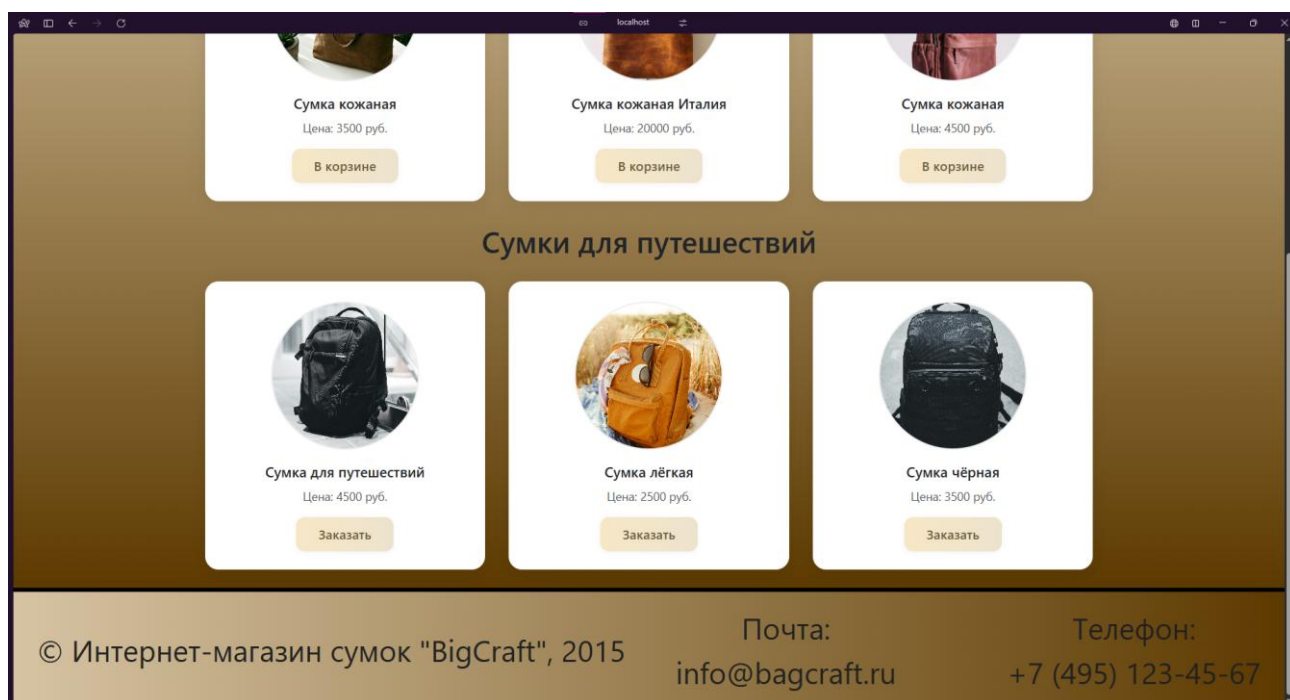 localhost
Сумка кожаная
Сумка кожаная Италия
Сумка кожаная
Цена: 3500 руб.
Цена: 20000 руб.
Цена: 4500 руб.
В корзине
В корзине
В корзине
Сумки для путешествий
Сумка для путешествий
Сумка лёгкая
Сумка чёрная
Цена: 4500 руб.
Цена: 2500 руб.
Цена: 3500 руб.
Заказать
Заказать
Заказать
© Интернет-магазин сумок "BigCraft", 2015
Почта:
info@bagcraft.ru
Телефон:
+7 (495) 123-45-67